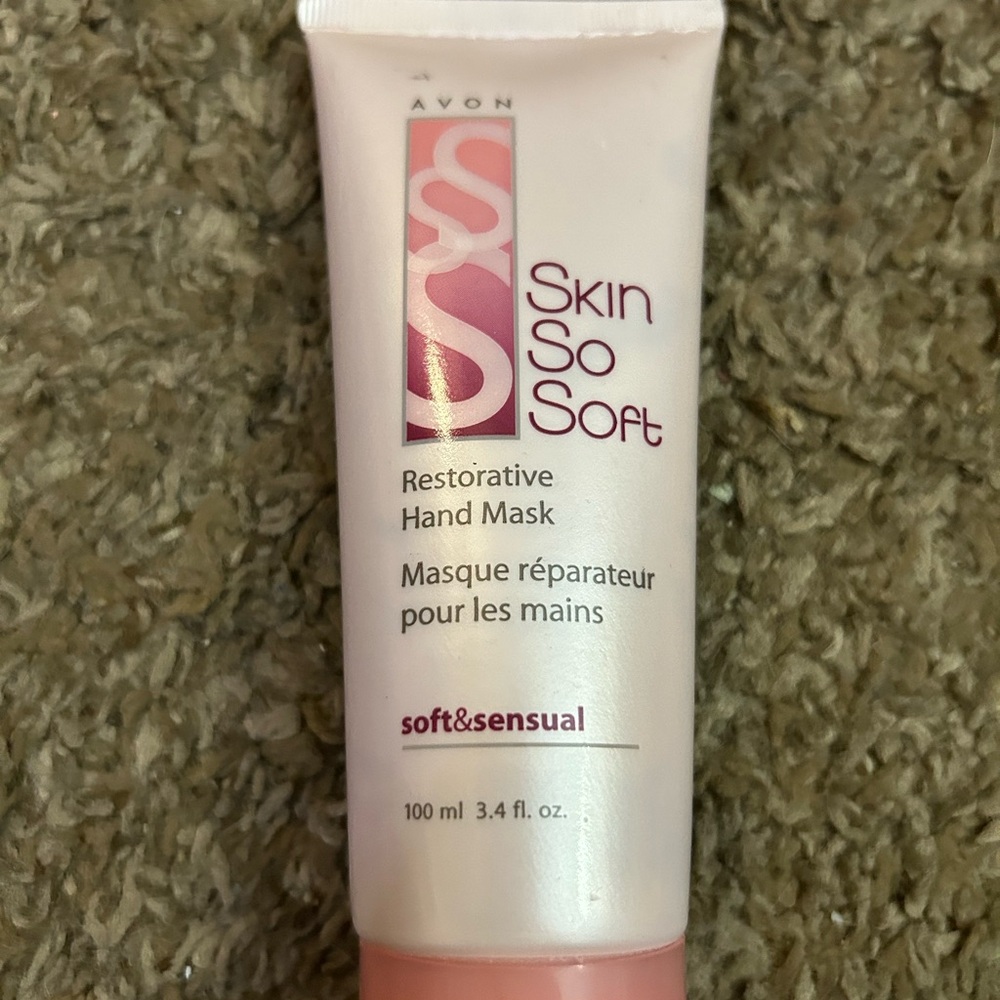 AVON
SSS
Skin
So
Soft
Restorative
Hand Mask
Masque réparateur
pour les mains
soft&sensual
100 ml 3.4 fl. oz.